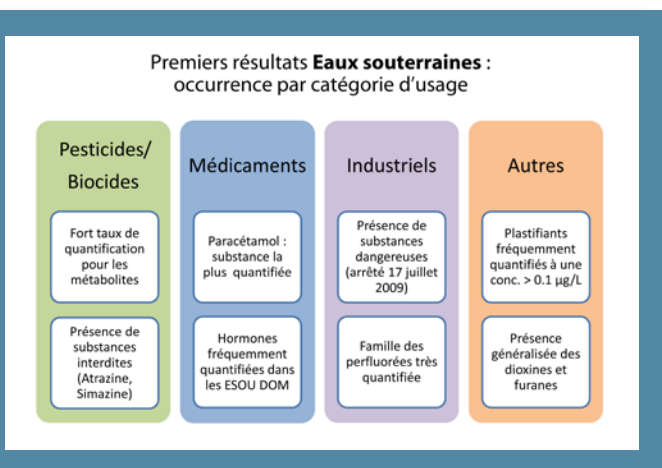 Premiers résultats Eaux souterraines :
occurrence par catégorie d’usage
Pesticides/
Biocides
Fort taux de
quantification
pour les
métabolites
Présence de
substances
interdites
(Atrazine,
Simazine)
Médicaments
Paracétamol :
substance la
plus quantifiée
Hormones
fréquemment
quantifiées dans
les ESOU DOM
Industriels
Présence de
substances
dangereuses
(arrêté 17 juillet
2009)
Famille des
perfluorées très
quantifiée
Autres
Plastifiants
fréquemment
quantifiés à une
conc. > 0.1 µg/L
Présence
généralisée des
dioxines et
furanes